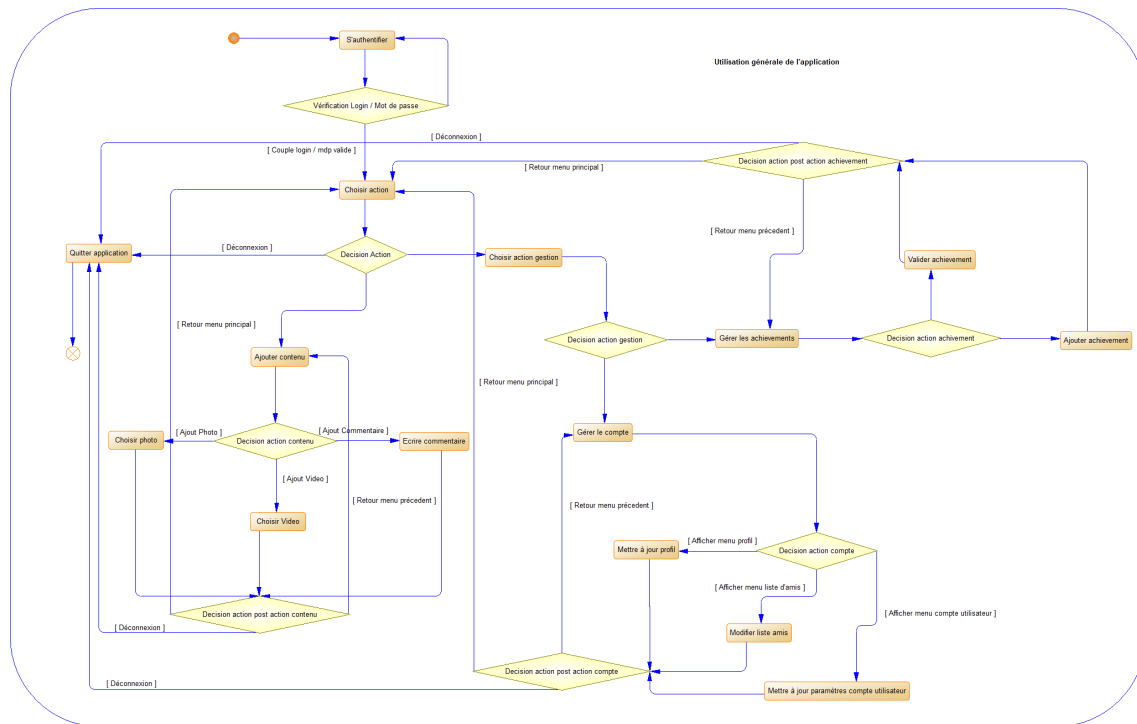 S'authentifier
Utilisation générale de l'application
Vérification Login / Mot de passe
[ Déconnexion ]
[ Couple login / mdp valide ]
Decision action post action achievement
[ Retour menu principal ]
Choisir action
[ Retour menu précedent ]
Quitter application
[ Déconnexion ]
Decision Action
Choisir action gestion
Valider achievement
[ Retour menu principal ]
Decision action gestion
Gérer les achievements
Decision action achievement
Ajouter achievement
Ajouter contenu
[ Retour menu principal ]
Choisir photo
[ Ajout Photo ]
Decision action contenu
[ Ajout Commentaire ]
Ecrire commentaire
Gérer le compte
[ Ajout Video ]
[ Retour menu précedent ]
[ Retour menu précedent ]
Choisir Video
Mettre à jour profil
[ Afficher menu profil ]
Decision action compte
[ Afficher menu liste d'amis ]
Decision action post action contenu
[ Afficher menu compte utilisateur ]
[ Déconnexion ]
Modifier liste amis
Decision action post action compte
[ Déconnexion ]
Mettre à jour paramètres compte utilisateur